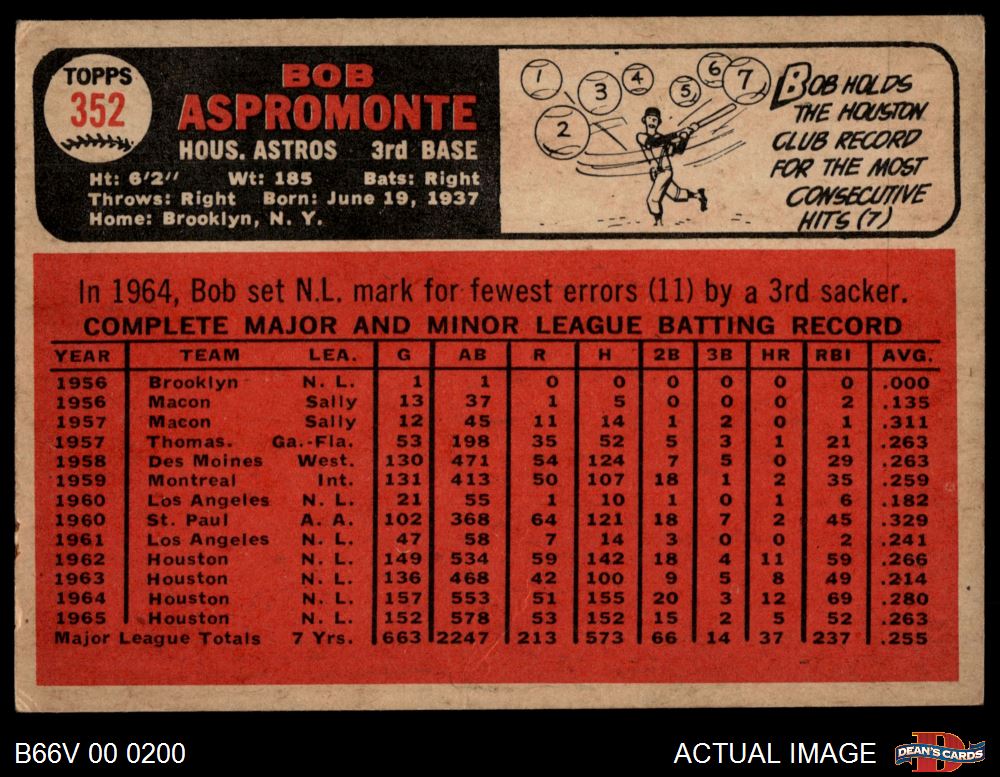 TOPPS
352
BOB
ASPROMONTE
HOUS. ASTROS 3rd BASE
Ht: 6'2" Wt: 185 Bats: Right
Throws: Right Born: June 19, 1937
Home: Brooklyn, N. Y.
1 2 3 4 5 6 7
BOB HOLDS
THE HOUSTON
CLUB RECORD
FOR THE MOST
CONSECUTIVE
HITS (7)
In 1964, Bob set N.L. mark for fewest errors (11) by a 3rd sacker.
COMPLETE MAJOR AND MINOR LEAGUE BATTING RECORD
YEAR TEAM LEA. G AB R H 2B 3B HR RBI AVG.
1956 Brooklyn N. L. 1 1 0 0 0 0 0 0 .000
1956 Macon Sally 13 37 1 5 0 0 0 2 .135
1957 Macon Sally 12 45 11 14 1 2 0 1 .311
1957 Thomas. Ga.-Fla. 53 198 35 52 5 3 1 21 .263
1958 Des Moines West. 130 471 54 124 7 5 0 29 .263
1959 Montreal Int. 131 413 50 107 18 1 2 35 .259
1960 Los Angeles N. L. 21 55 1 10 1 0 1 6 .182
1960 St. Paul A. A. 102 368 64 121 18 7 2 45 .329
1961 Los Angeles N. L. 47 58 7 14 3 0 0 2 .241
1962 Houston N. L. 149 534 59 142 18 4 11 59 .266
1963 Houston N. L. 136 468 42 100 9 5 8 49 .214
1964 Houston N. L. 157 553 51 155 20 3 12 69 .280
1965 Houston N. L. 152 578 53 152 15 2 5 52 .263
Major League Totals 7 Yrs. 663 2247 213 573 66 14 37 237 .255
B66V 00 0200
ACTUAL IMAGE
D
DEAN'S CARDS